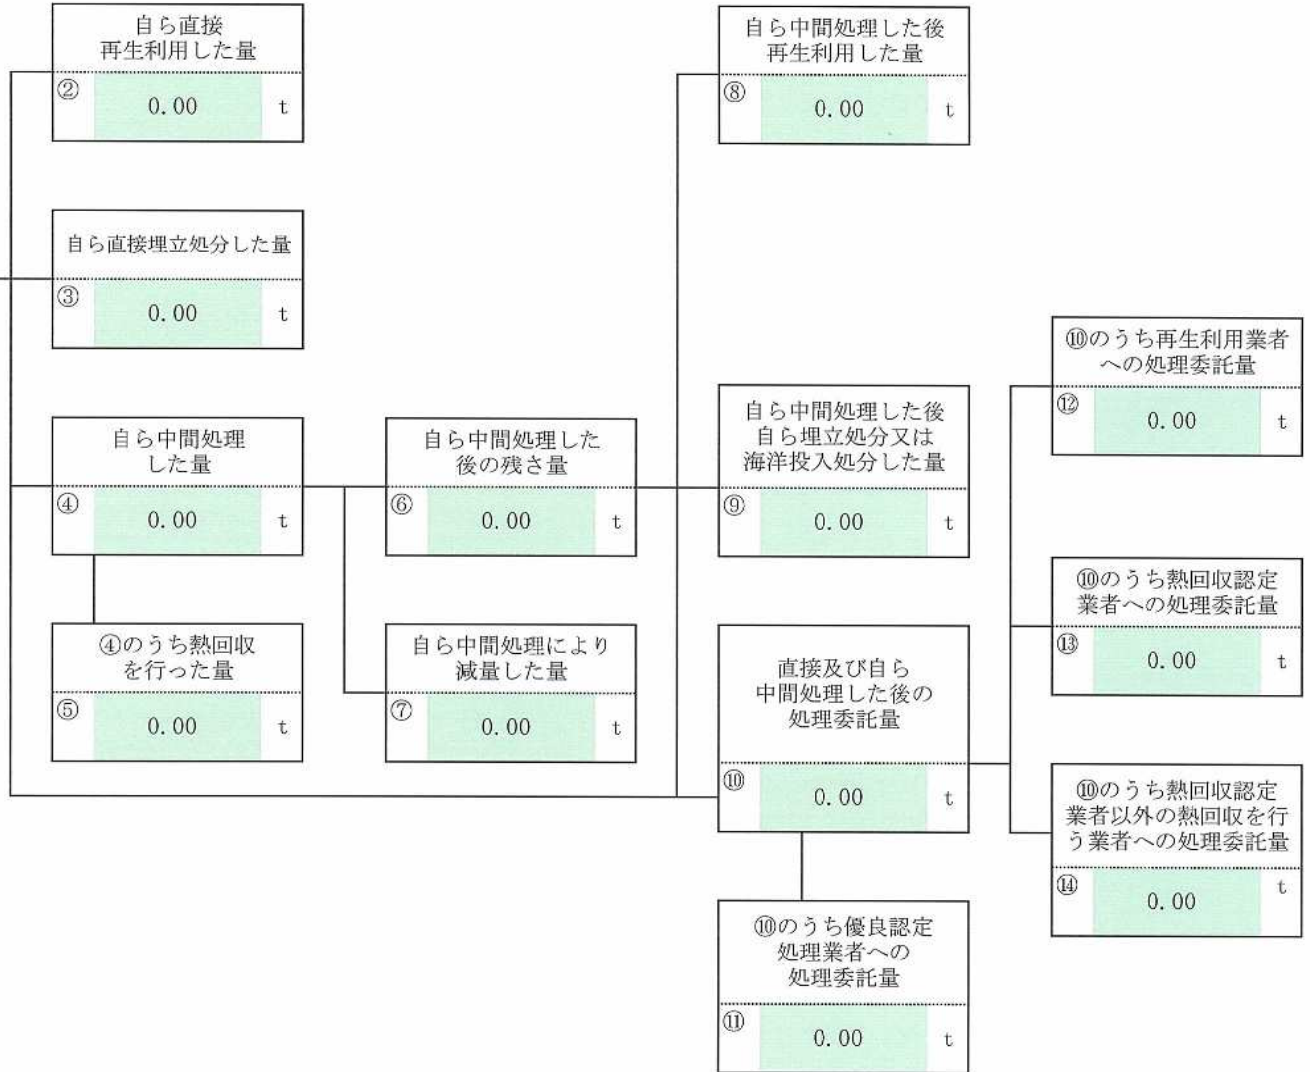 自ら直接
再生利用した量
② 0.00 t
自ら直接埋立処分した量
③ 0.00 t
自ら中間処理
した量
④ 0.00 t
④のうち熱回収
を行った量
⑤ 0.00 t
自ら中間処理した
後の残さ量
⑥ 0.00 t
自ら中間処理により
減量した量
⑦ 0.00 t
自ら中間処理した後
再生利用した量
⑧ 0.00 t
自ら中間処理した後
自ら埋立処分又は
海洋投入処分した量
⑨ 0.00 t
直接及び自ら
中間処理した後の
処理委託量
⑩ 0.00 t
⑩のうち優良認定
処理業者への
処理委託量
⑪ 0.00 t
⑩のうち再生利用業者
への処理委託量
⑫ 0.00 t
⑩のうち熱回収認定
業者への処理委託量
⑬ 0.00 t
⑩のうち熱回収認定
業者以外の熱回収を行
う業者への処理委託量
⑭ 0.00 t